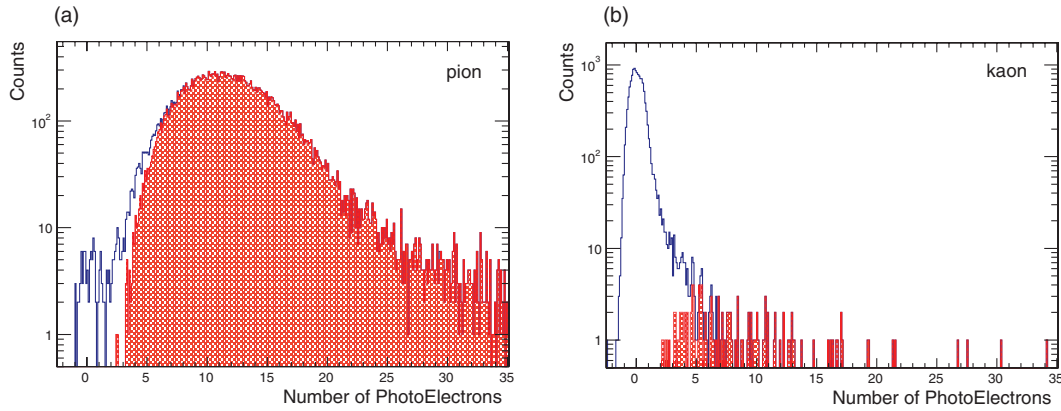 (a)
Counts
pion
10²
10
1
0 5 10 15 20 25 30 35
Number of PhotoElectrons
(b)
Counts
kaon
10³
10²
10
1
0 5 10 15 20 25 30 35
Number of PhotoElectrons